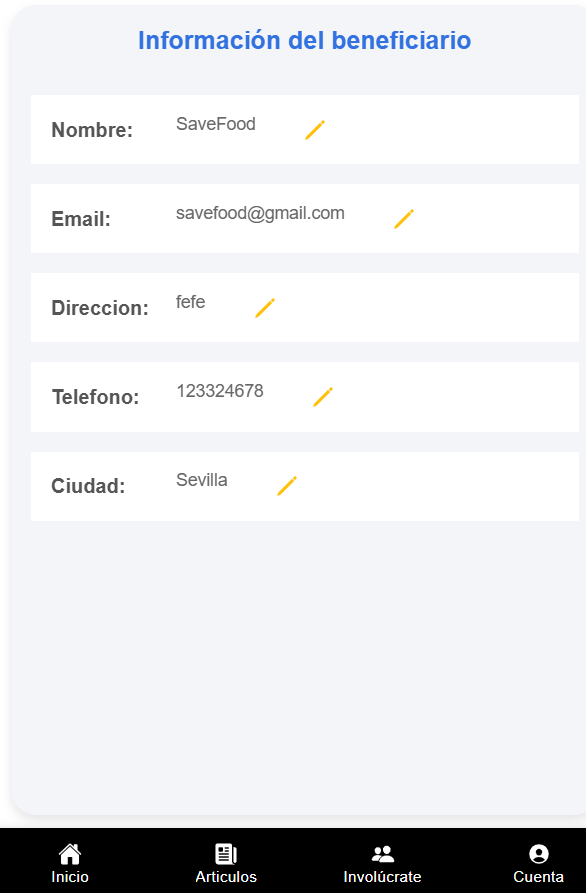 Información del beneficiario
Nombre: SaveFood
Email: savefood@gmail.com
Direccion: fefe
Telefono: 123324678
Ciudad: Sevilla
Inicio Articulos Involúcrate Cuenta